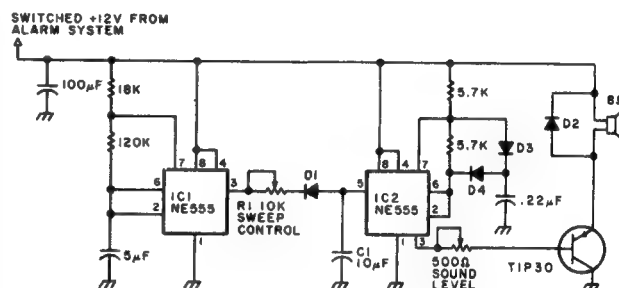 SWITCHED +12V FROM
ALARM SYSTEM
100µF
18K
120K
7
8
4
6
2
3
1
IC1
NE555
5µF
R1 10K
SWEEP
CONTROL
D1
C1
10µF
5
8
4
7
6
2
1
3
IC2
NE555
5.7K
5.7K
D3
D4
.22µF
500Ω
SOUND
LEVEL
D2
TIP30